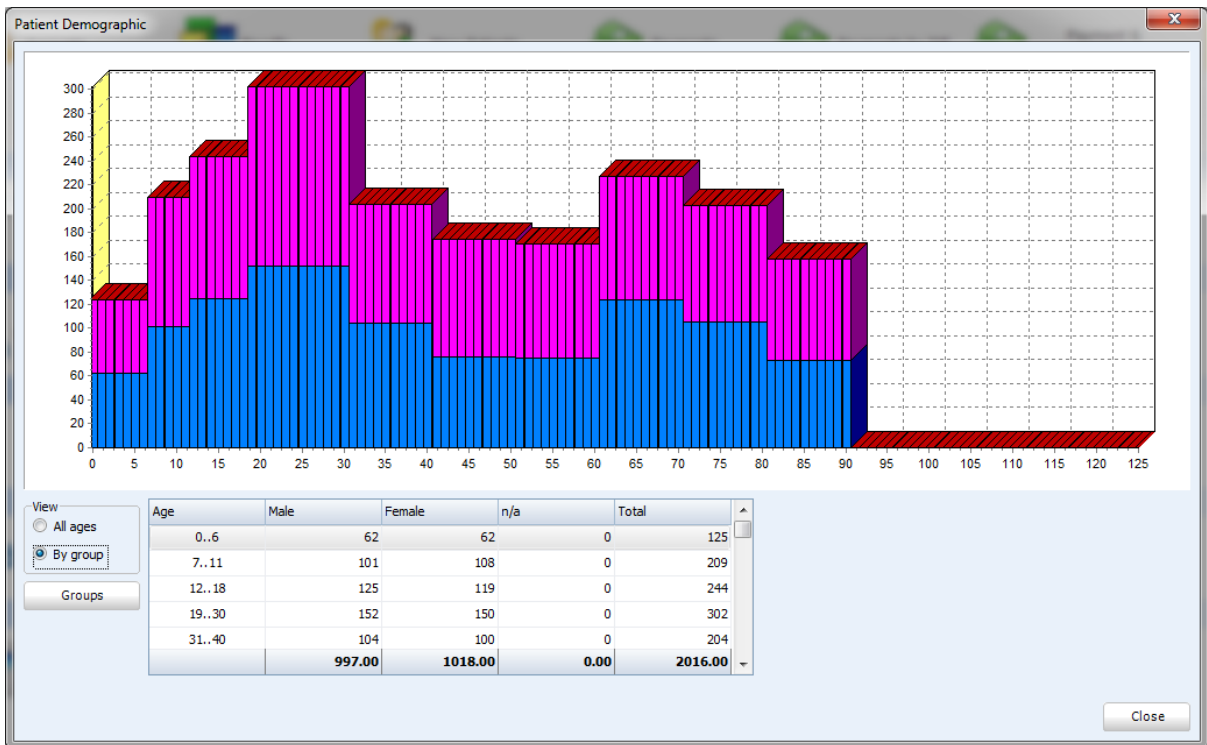 Patient Demographic
300
280
260
240
220
200
180
160
140
120
100
80
60
40
20
0
0 5 10 15 20 25 30 35 40 45 50 55 60 65 70 75 80 85 90 95 100 105 110 115 120 125
View
All ages
By group
Groups
Age Male Female n/a Total
0..6 62 62 0 125
7..11 101 108 0 209
12..18 125 119 0 244
19..30 152 150 0 302
31..40 104 100 0 204
997.00 1018.00 0.00 2016.00
Close